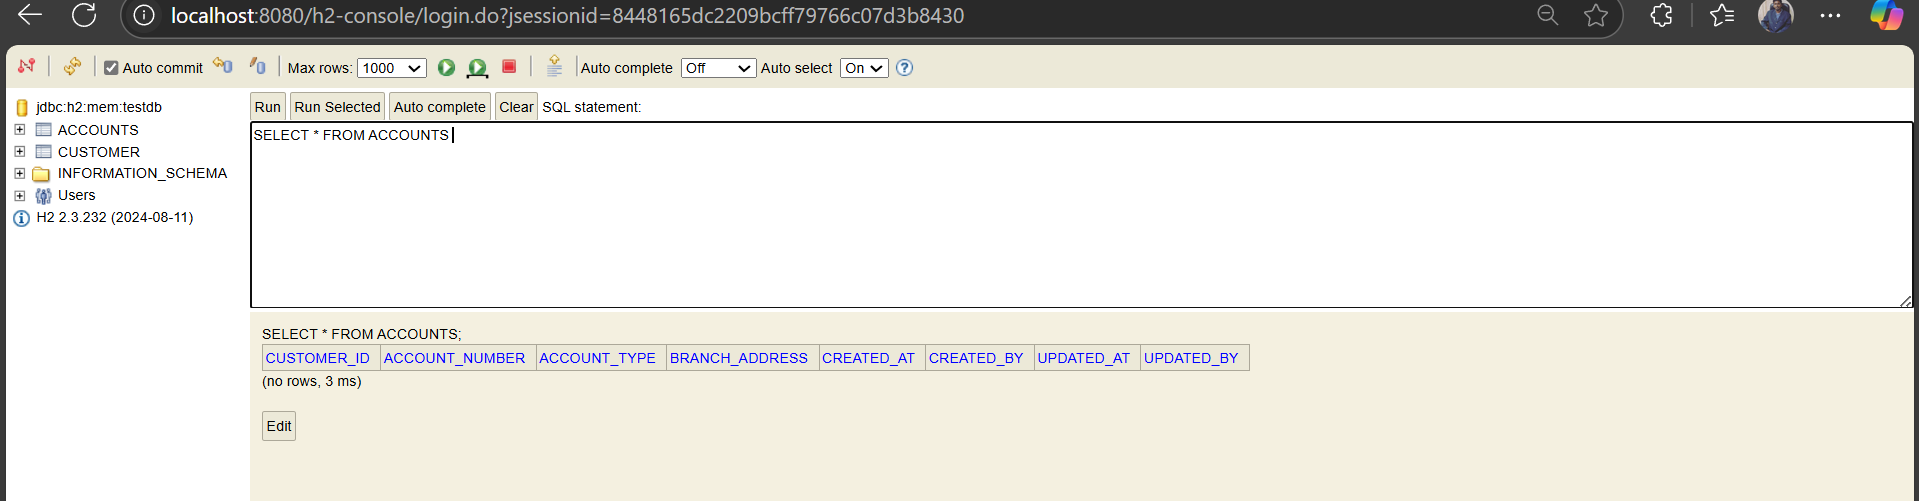 localhost:8080/h2-console/login.do?jsessionid=8448165dc2209bcff79766c07d3b8430
Auto commit Max rows: 1000 Auto complete Off Auto select On
jdbc:h2:mem:testdb
ACCOUNTS
CUSTOMER
INFORMATION_SCHEMA
Users
H2 2.3.232 (2024-08-11)
Run Run Selected Auto complete Clear SQL statement:
SELECT * FROM ACCOUNTS
SELECT * FROM ACCOUNTS;
CUSTOMER_ID ACCOUNT_NUMBER ACCOUNT_TYPE BRANCH_ADDRESS CREATED_AT CREATED_BY UPDATED_AT UPDATED_BY
(no rows, 3 ms)
Edit